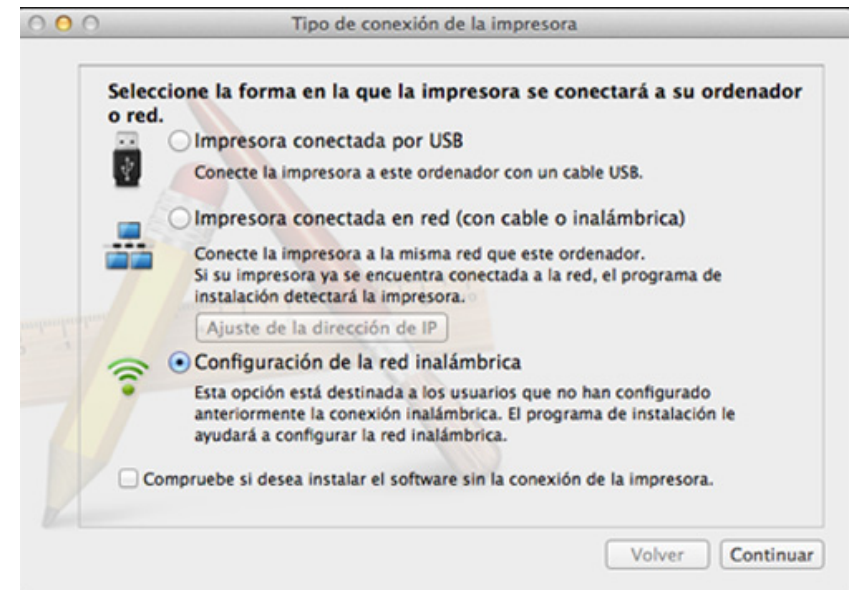 Tipo de conexión de la impresora
Seleccione la forma en la que la impresora se conectará a su ordenador
o red.
Impresora conectada por USB
Conecte la impresora a este ordenador con un cable USB.
Impresora conectada en red (con cable o inalámbrica)
Conecte la impresora a la misma red que este ordenador.
Si su impresora ya se encuentra conectada a la red, el programa de
instalación detectará la impresora.
Ajuste de la dirección de IP
Configuración de la red inalámbrica
Esta opción está destinada a los usuarios que no han configurado
anteriormente la conexión inalámbrica. El programa de instalación le
ayudará a configurar la red inalámbrica.
Compruebe si desea instalar el software sin la conexión de la impresora.
Volver
Continuar